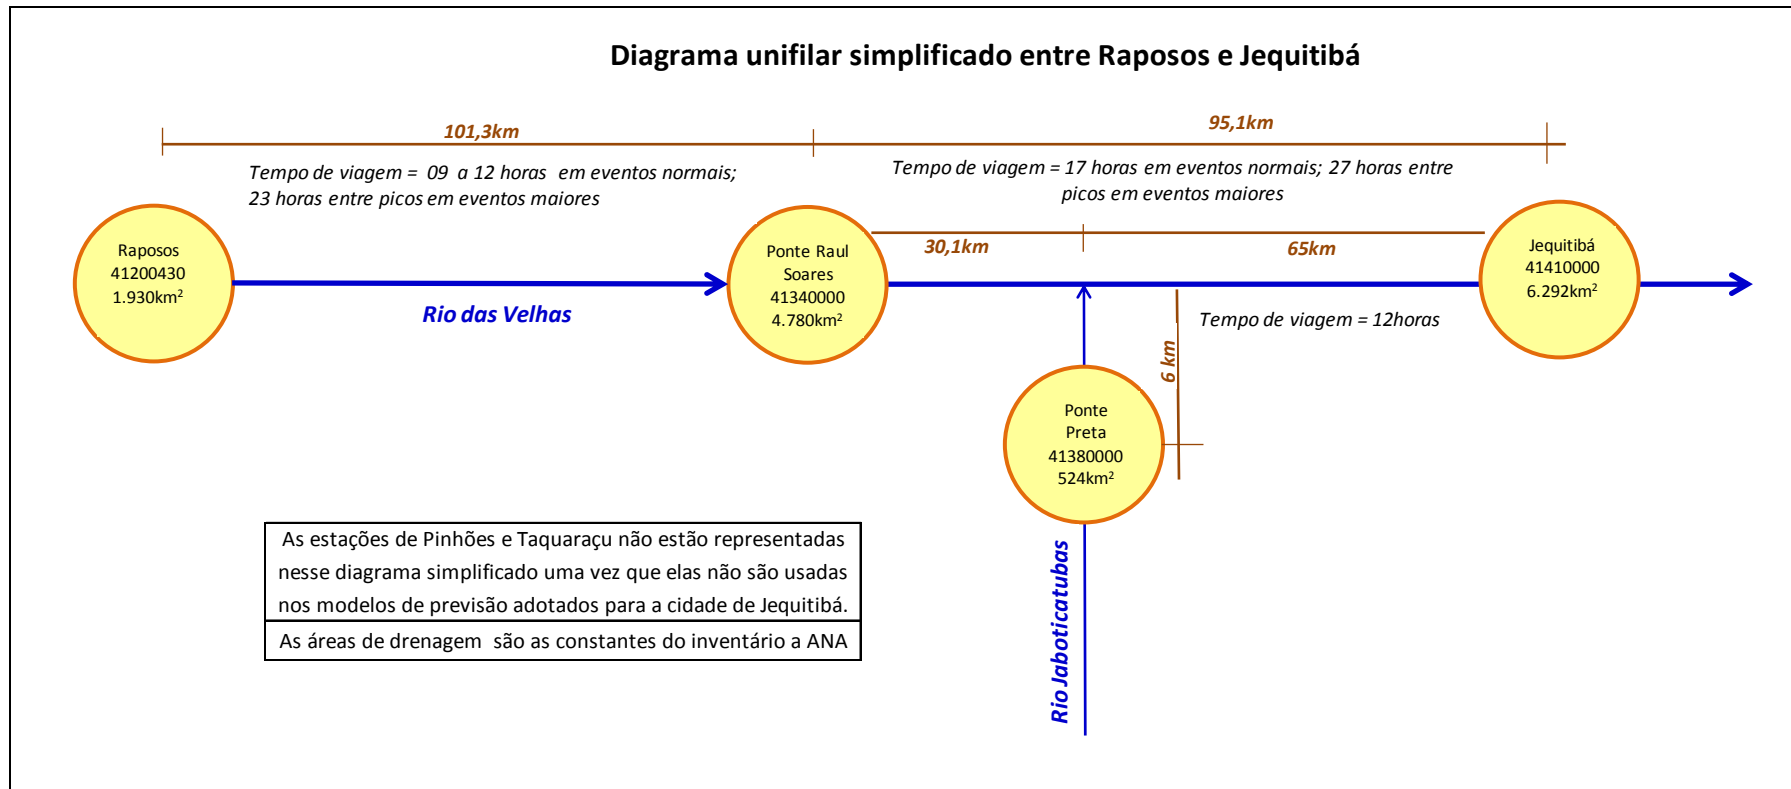 Diagrama unifilar simplificado entre Raposos e Jequitibá
101,3km
95,1km
Tempo de viagem = 09 a 12 horas em eventos normais;
23 horas entre picos em eventos maiores
Tempo de viagem = 17 horas em eventos normais; 27 horas entre
picos em eventos maiores
Raposos
41200430
1.930km²
Rio das Velhas
Ponte Raul
Soares
41340000
4.780km²
30,1km
65km
Jequitibá
41410000
6.292km²
Tempo de viagem = 12horas
6 km
Ponte
Preta
41380000
524km²
Rio Jaboticatubas
As estações de Pinhões e Taquaraçu não estão representadas
nesse diagrama simplificado uma vez que elas não são usadas
nos modelos de previsão adotados para a cidade de Jequitibá.
As áreas de drenagem são as constantes do inventário a ANA